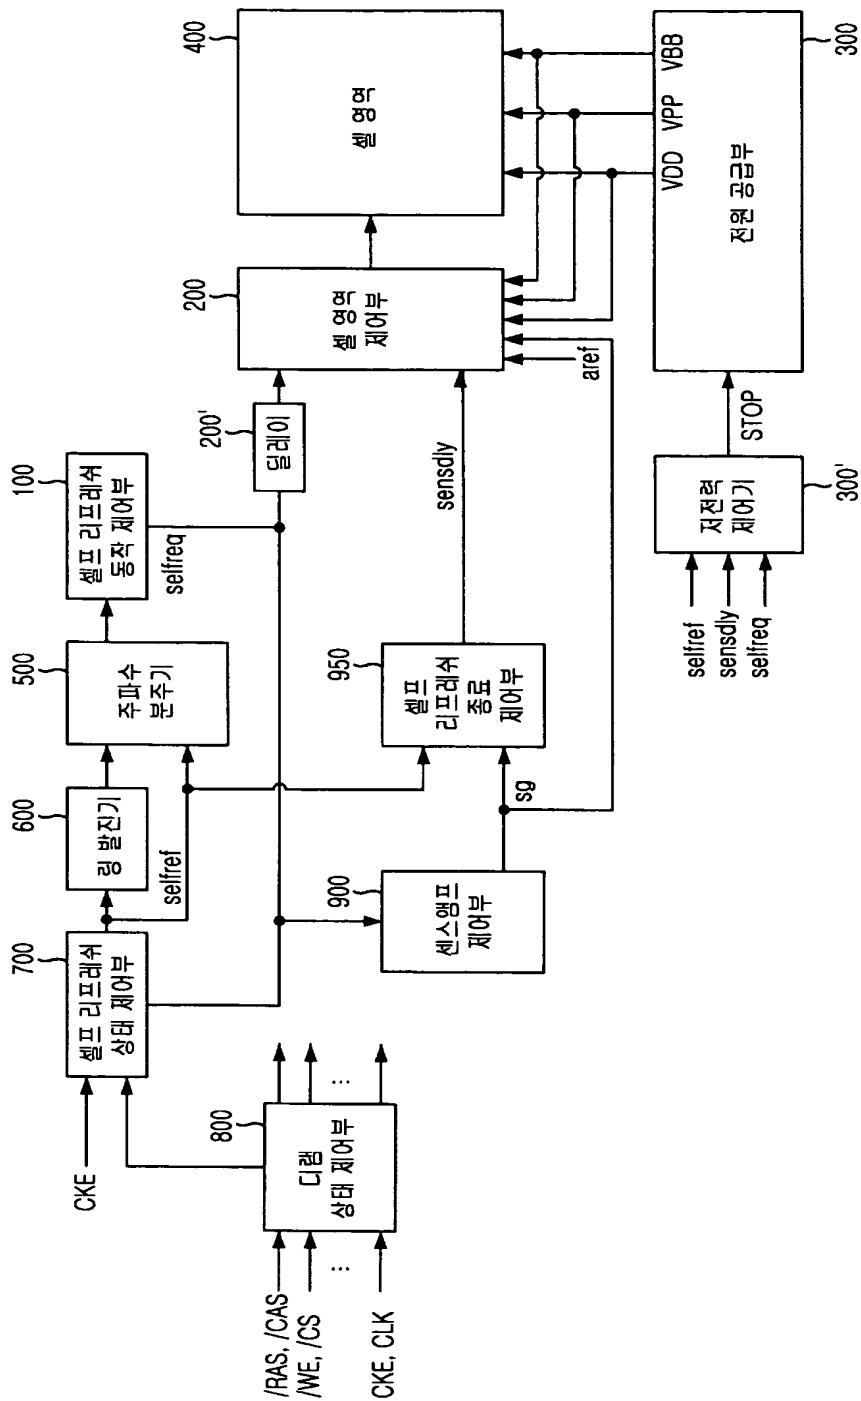 CKE
700
셀프 리프레쉬
상태 제어부
600
링 발진기
selfref
500
주파수
분주기
100
셀프 리프레쉬
동작 제어부
selfreq
200'
딜레이
200
셀 영역
제어부
400
셀 영역
/RAS, /CAS
/WE, /CS
...
CKE, CLK
800
디램
상태 제어부
...
900
센스앰프
제어부
sg
950
셀프
리프레쉬
종료
제어부
sensdly
aref
VDD
VPP
VBB
selfref
sensdly
selfreq
저전력
제어기
300'
STOP
전원 공급부
300